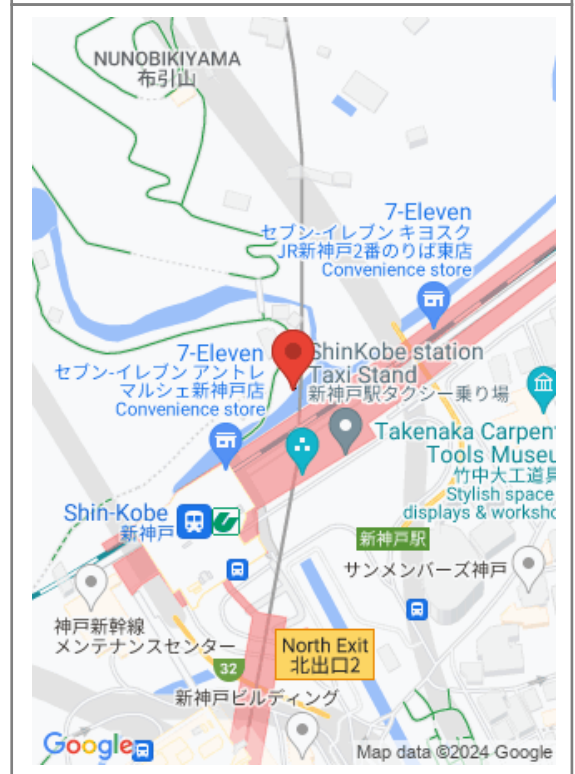 NUNOBIKIYAMA
布引山
7-Eleven
セブン-イレブン キヨスク
JR新神戸2番のりば東店
Convenience store
7-Eleven
セブン-イレブン アントレ
マルシェ新神戸店
Convenience store
ShinKobe station
Taxi Stand
新神戸駅タクシー乗り場
Takenaka Carpen
Tools Museu
竹中大工道具
Stylish space
displays & worksho
Shin-Kobe
新神戸
新神戸駅
サンメンバーズ神戸
神戸新幹線
メンテナンスセンター
North Exit
北出口2
32
新神戸ビルディング
Google
Map data ©2024 Google